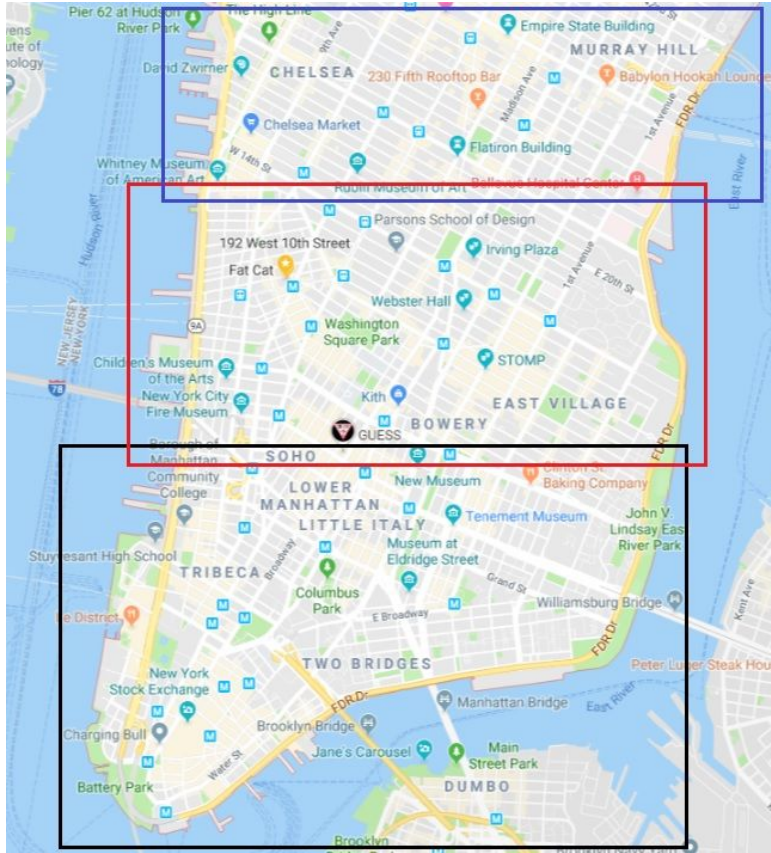 Pier 62 at Hudson
River Park
The High Line
Empire State Building
9th Ave
MURRAY HILL
David Zwirner
CHELSEA
230 Fifth Rooftop Bar
Babylon Hookah Lounge
Madison Ave
1st Avenue
FDR Dr
Chelsea Market
W 14th St
Flatiron Building
Whitney Museum
of American Art
Rubin Museum of Art
Bellevue Hospital Center
East River
Hudson River
Parsons School of Design
192 West 10th Street
Irving Plaza
1st Avenue
Fat Cat
E 20th St
Webster Hall
NEW JERSEY
NEW YORK
9A
Washington
Square Park
Children's Museum
of the Arts
STOMP
78
New York City
Fire Museum
Kith
EAST VILLAGE
BOWERY
GUESS
FDR Dr
Borough of
Manhattan
Community
College
SOHO
New Museum
Clinton St.
Baking Company
LOWER
MANHATTAN
LITTLE ITALY
Tenement Museum
John V.
Lindsay East
River Park
Stuyvesant High School
Broadway
Museum at
Eldridge Street
TRIBECA
Columbus
Park
Grand St
Williamsburg Bridge
Kent Ave
Le District
E Broadway
FDR Dr
TWO BRIDGES
Peter Luger Steak Hou
New York
Stock Exchange
FDR Dr
East River
Manhattan Bridge
Charging Bull
Brooklyn Bridge
Water St
Jane's Carousel
Main
Street Park
Battery Park
DUMBO
Brooklyn